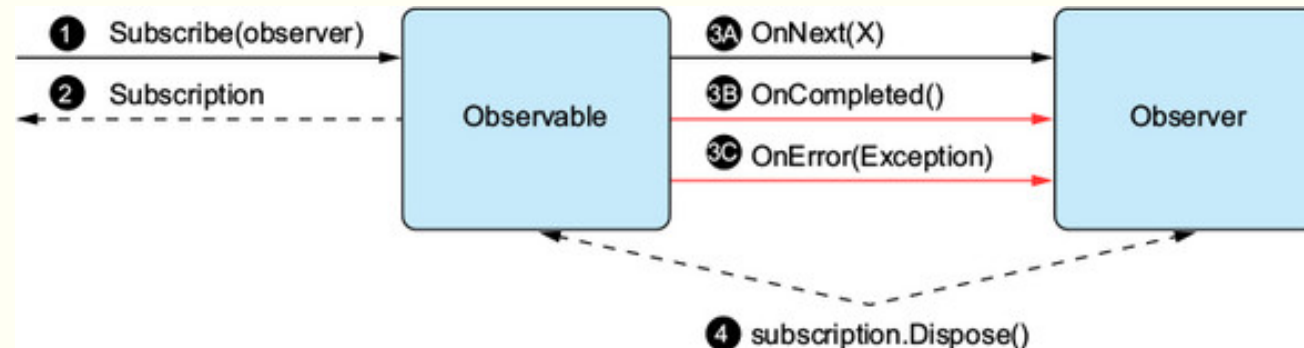 1 Subscribe(observer)
2 Subscription
Observable
3A OnNext(X)
3B OnCompleted()
3C OnError(Exception)
Observer
4 subscription.Dispose()